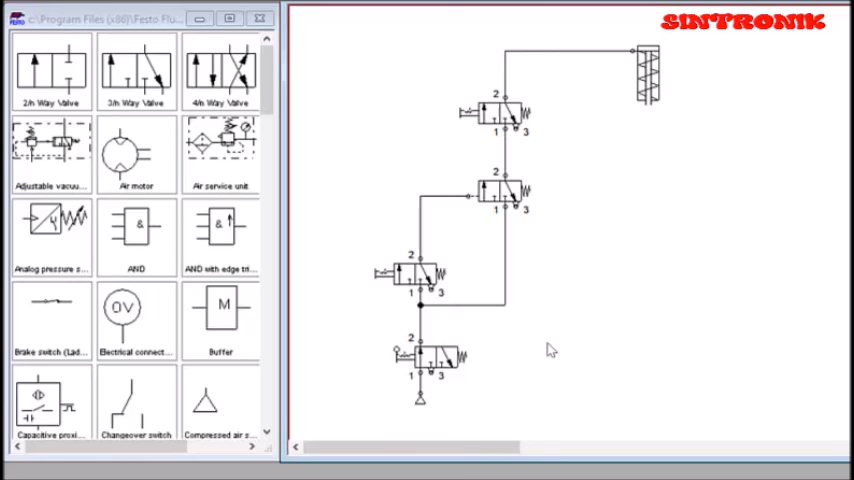 c:\Program Files (x86)\Festo Flu...
SINTRONIK
2/n Way Valve
3/n Way Valve
4/n Way Valve
Adjustable vacuu...
Air motor
Air service unit
Analog pressure s...
&
AND
&
AND with edge tri...
0V
M
Brake switch (Lad...
Electrical connect...
Buffer
Capacitive proxi...
Changeover switch
Compressed air s...
2
1
3
2
1
3
2
1
3
2
1
3